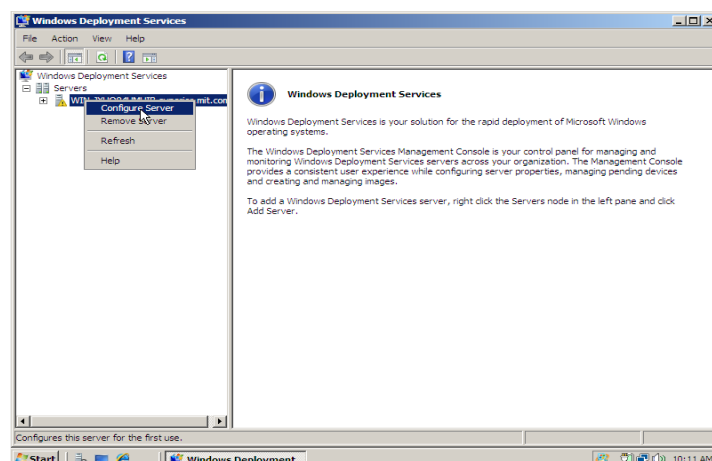 Windows Deployment Services
File Action View Help
Windows Deployment Services
Servers
mit.com
Configure Server
Remove Server
Refresh
Help
Windows Deployment Services
Windows Deployment Services is your solution for the rapid deployment of Microsoft Windows
operating systems.
The Windows Deployment Services Management Console is your control panel for managing and
monitoring Windows Deployment Services servers across your organization. The Management Console
provides a consistent user experience while configuring server properties, managing pending devices
and creating and managing images.
To add a Windows Deployment Services server, right click the Servers node in the left pane and click
Add Server.
Configures this server for the first use.
Start
Windows Deployment
10:11 AM